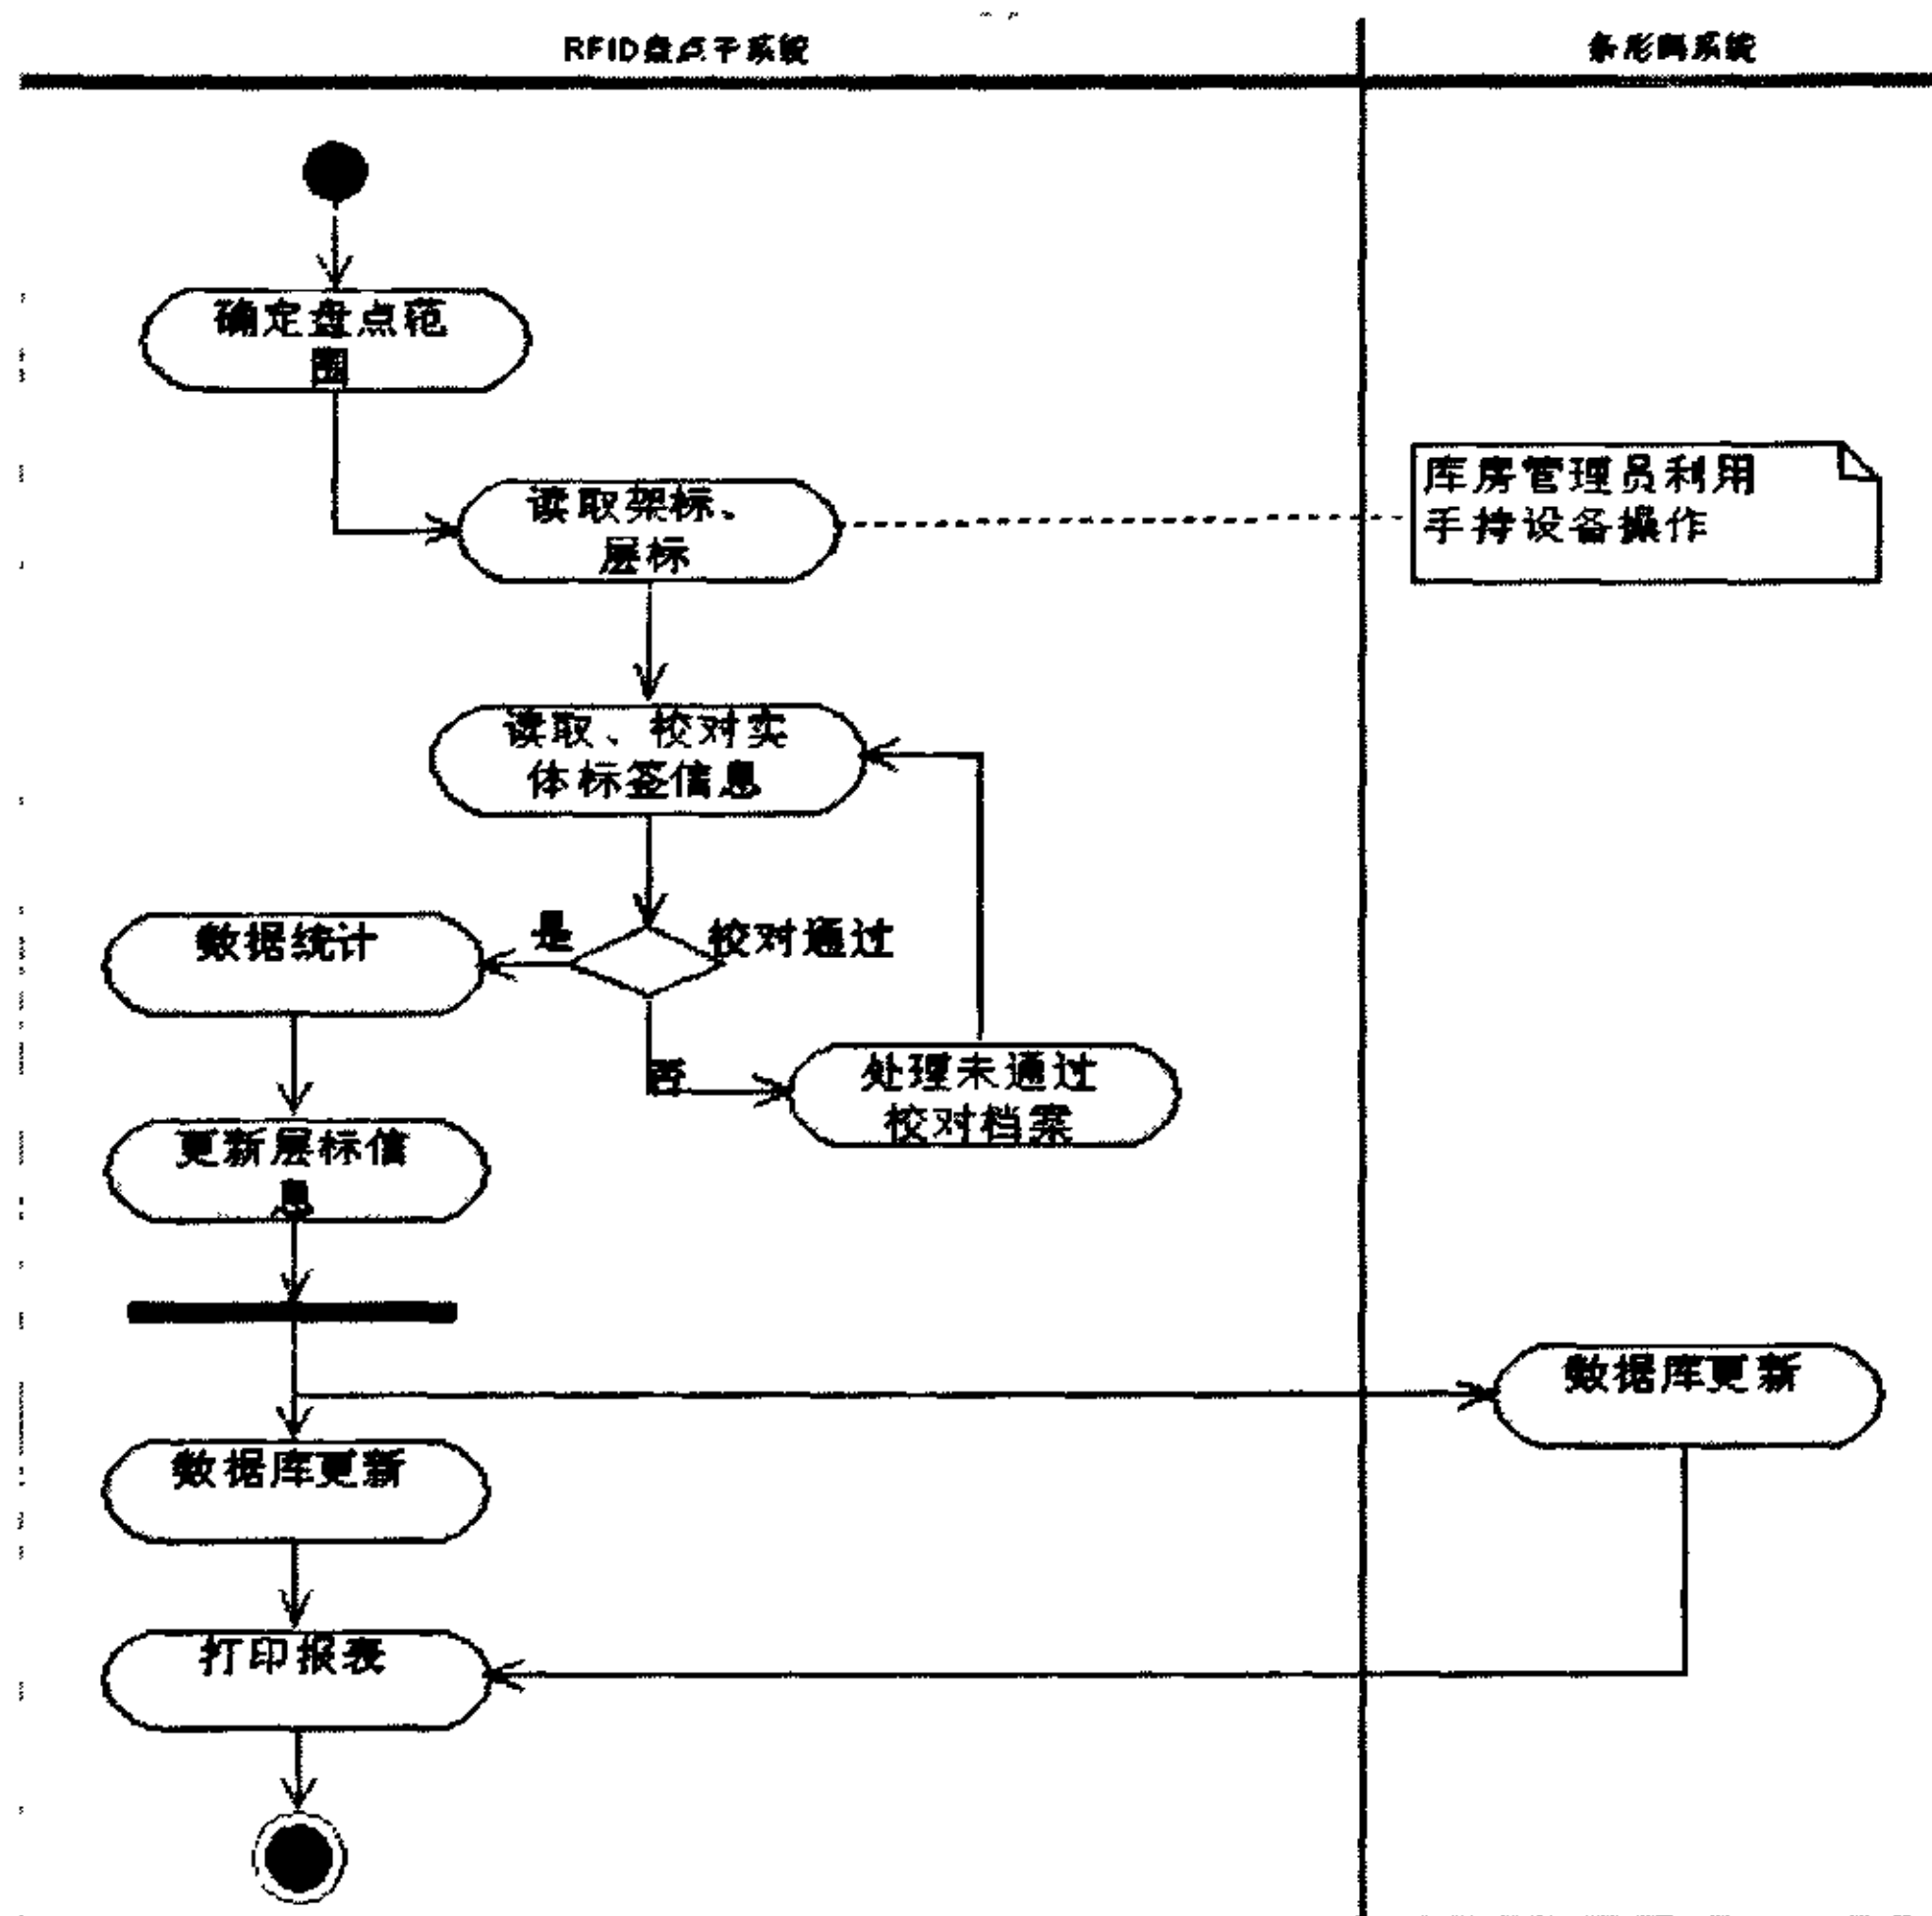 RFID盘点子系统
条形码系统
确定盘点范
围
读取架标、
层标
库房管理员利用
手持设备操作
读取、校对实
体标签信息
是
校对通过
数据统计
否
处理未通过
校对档案
更新层标信
息
数据库更新
数据库更新
打印报表